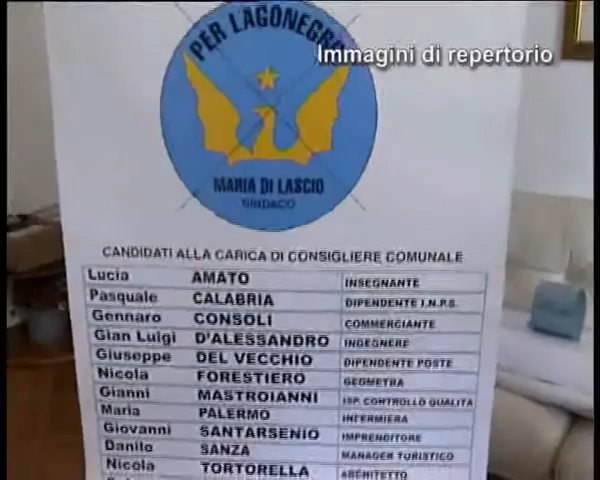 PER LAGONEGRO
Immagini di repertorio
MARIA DI LASCIO
SINDACO
CANDIDATI ALLA CARICA DI CONSIGLIERE COMUNALE
Lucia AMATO INSEGNANTE
Pasquale CALABRIA DIPENDENTE I.N.P.S.
Gennaro CONSOLI COMMERCIANTE
Gian Luigi D'ALESSANDRO INGEGNERE
Giuseppe DEL VECCHIO DIPENDENTE POSTE
Nicola FORESTIERO GEOMETRA
Gianni MASTROIANNI ISP. CONTROLLO QUALITA
Maria PALERMO INFERMIERA
Giovanni SANTARSENIO IMPRENDITORE
Danilo SANZA MANAGER TURISTICO
Nicola TORTORELLA ARCHITETTO